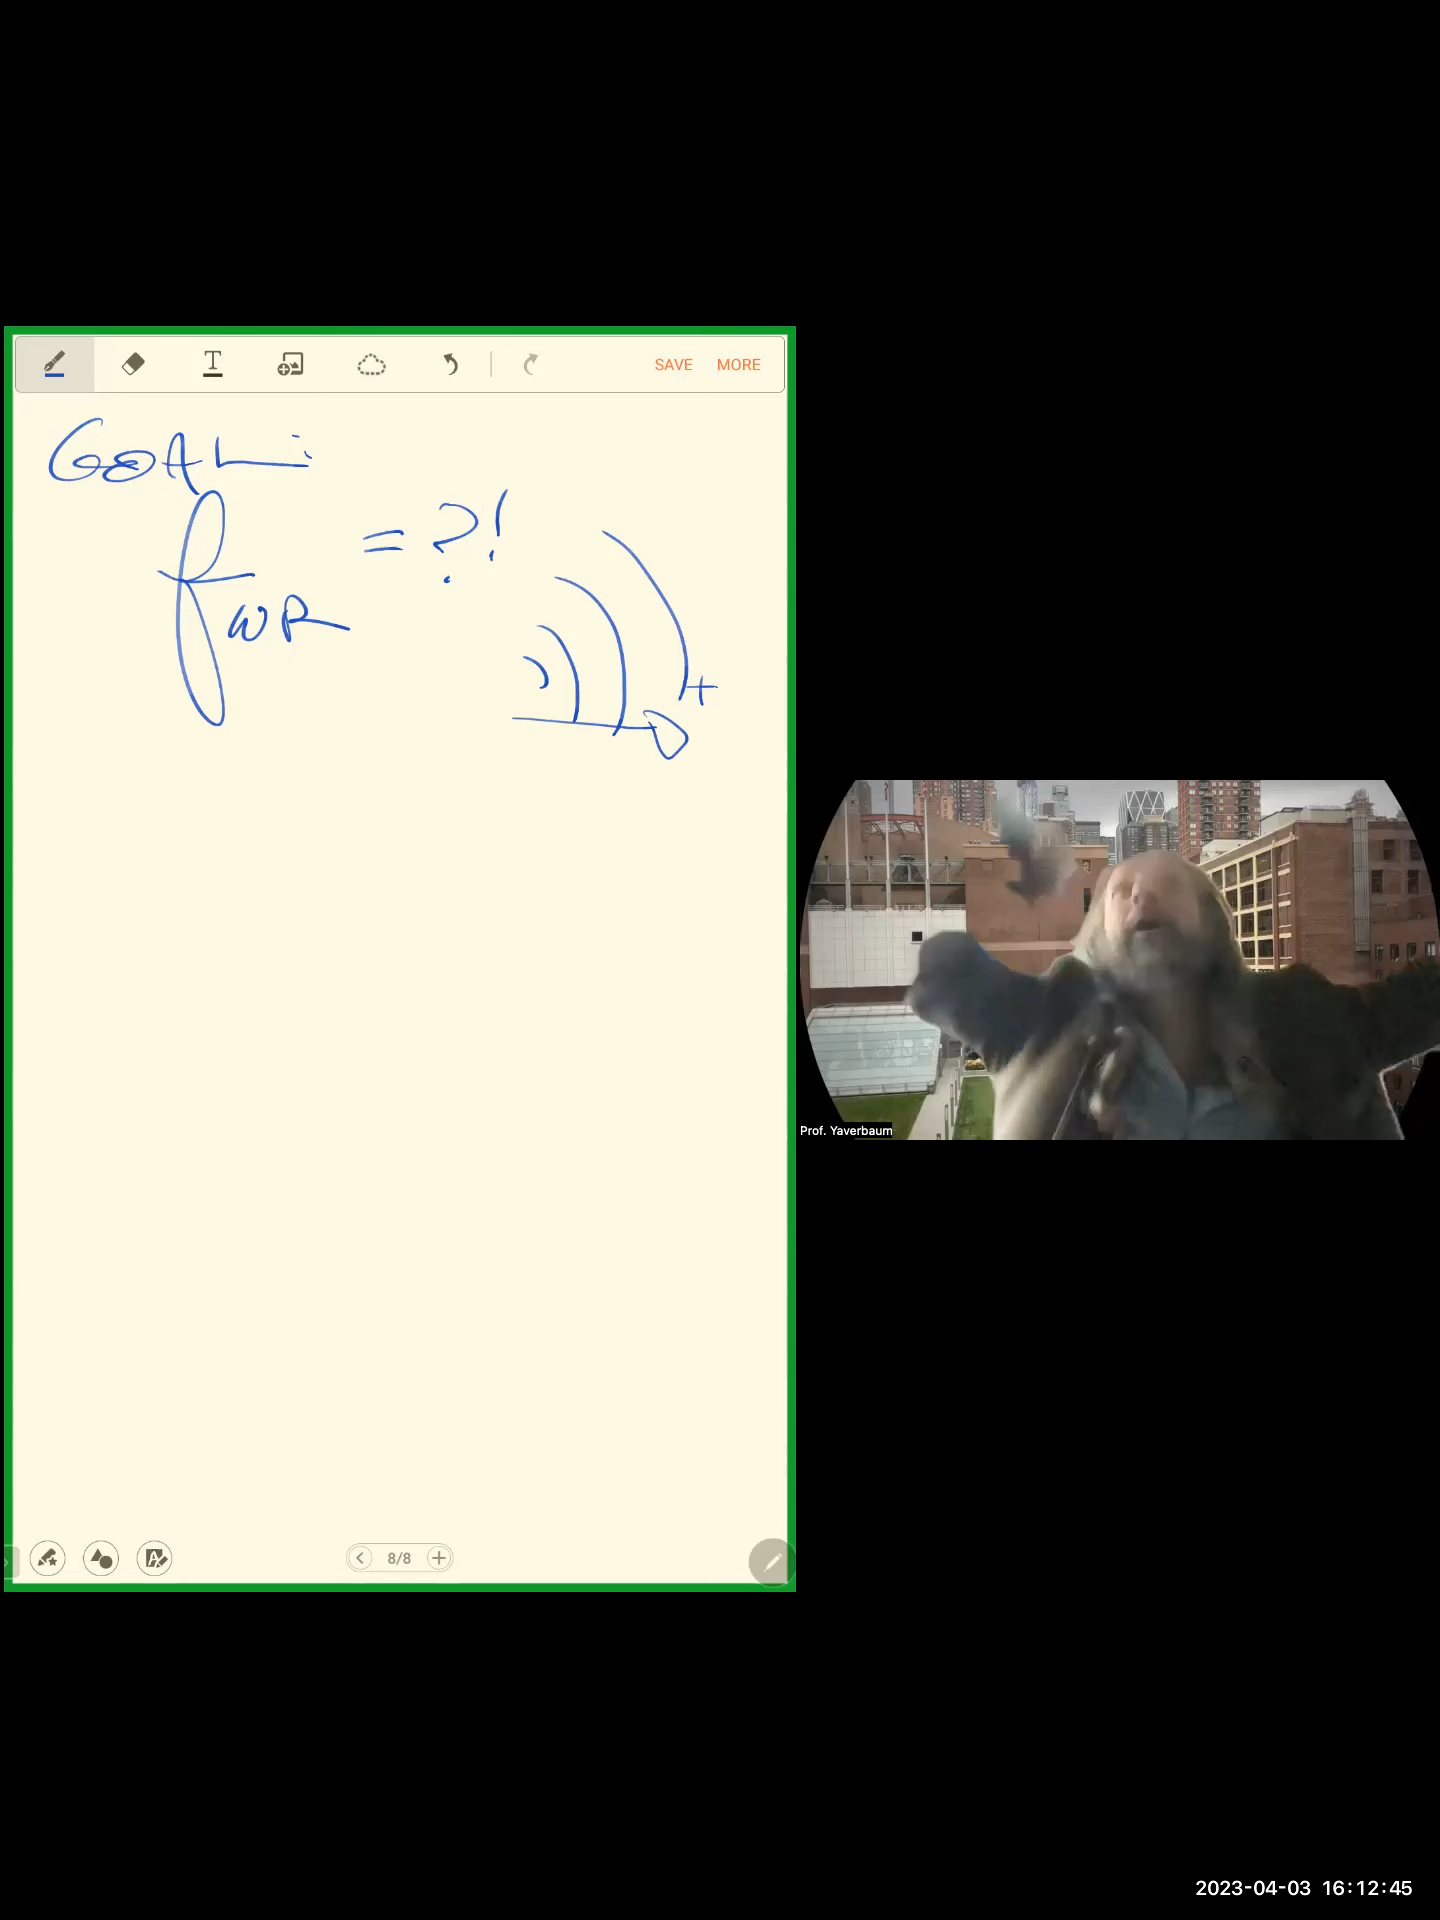 T
SAVE
MORE
GOAL:
f WR = ?!
+
Prof. Yaverbaum
A
8/8
2023-04-03 16:12:45